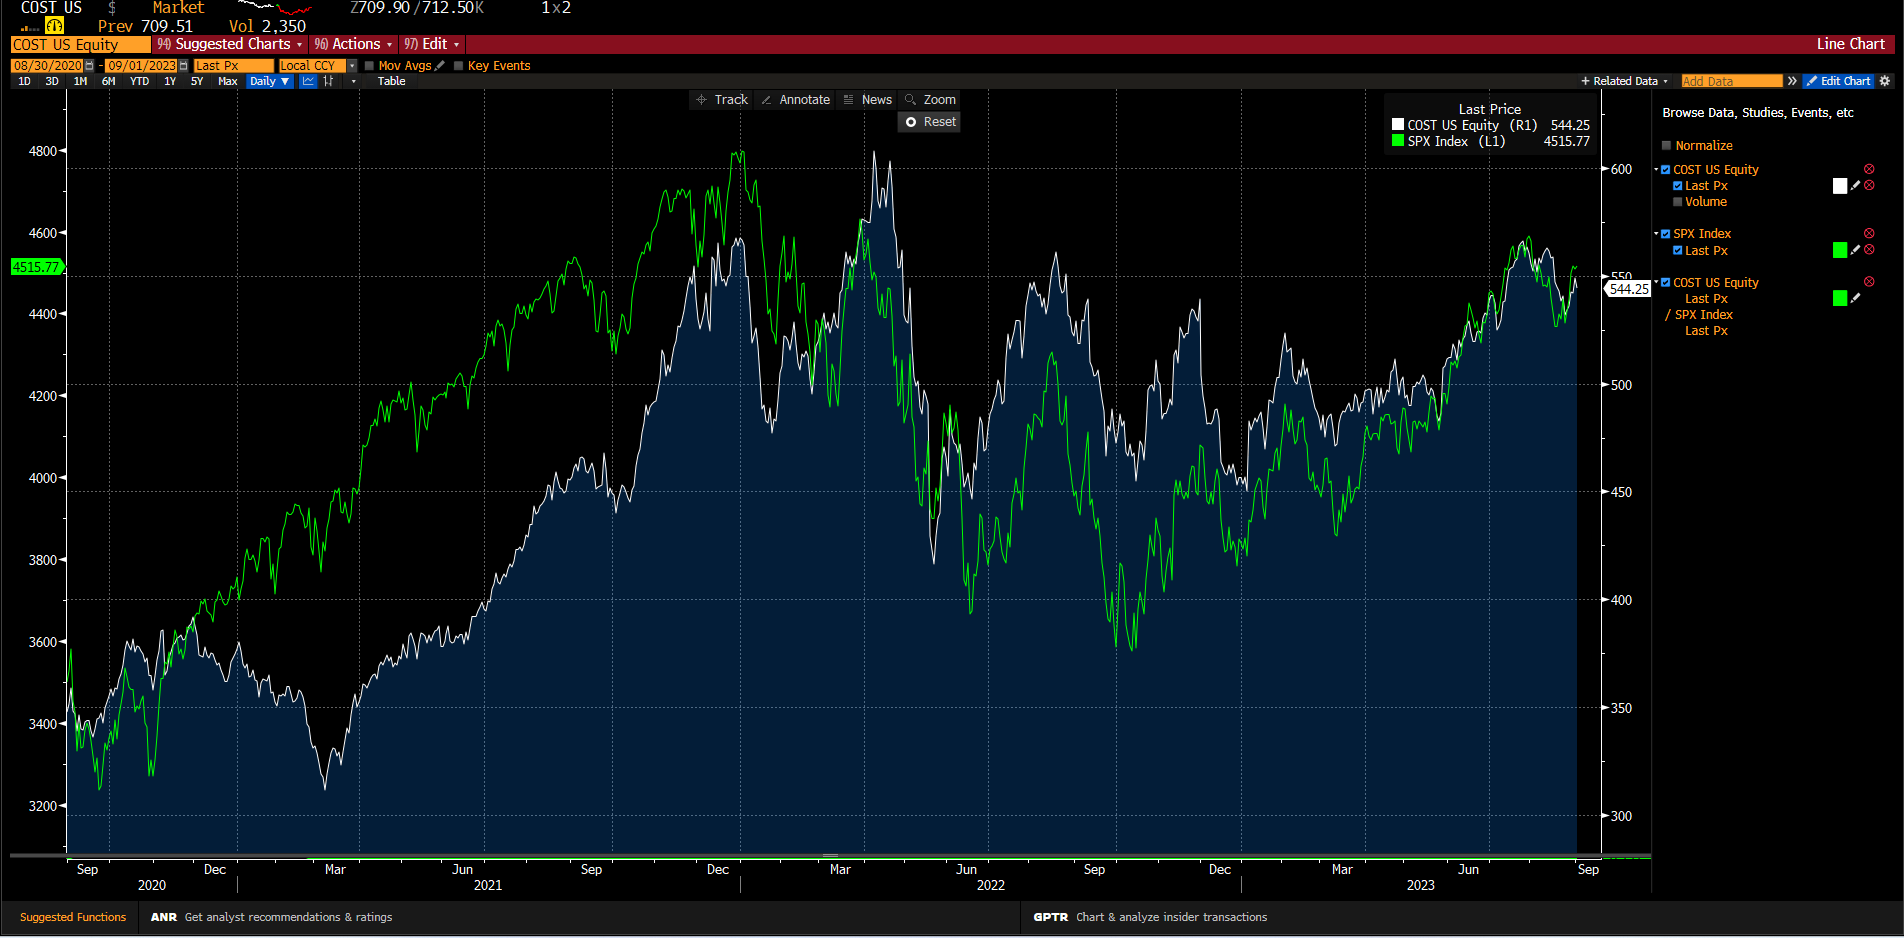 COST US $ Market Z709.90/712.50K 1x2
Prev 709.51 Vol 2,350
COST US Equity 94) Suggested Charts 96) Actions 97) Edit Line Chart
08/30/2020 - 09/01/2023 Last Px Local CCY Mov Avgs Key Events
1D 3D 1M 6M YTD 1Y 5Y Max Daily ▼ Table + Related Data Add Data » Edit Chart
Track Annotate News Zoom
Reset
Last Price
COST US Equity (R1) 544.25
SPX Index (L1) 4515.77
Browse Data, Studies, Events, etc
Normalize
COST US Equity
Last Px
Volume
SPX Index
Last Px
COST US Equity
Last Px
/ SPX Index
Last Px
4800
4600
4515.77
4400
4200
4000
3800
3600
3400
3200
600
550
544.25
500
450
400
350
300
Sep Dec Mar Jun Sep Dec Mar Jun Sep Dec Mar Jun Sep
2020 2021 2022 2023
Suggested Functions ANR Get analyst recommendations & ratings GPTR Chart & analyze insider transactions